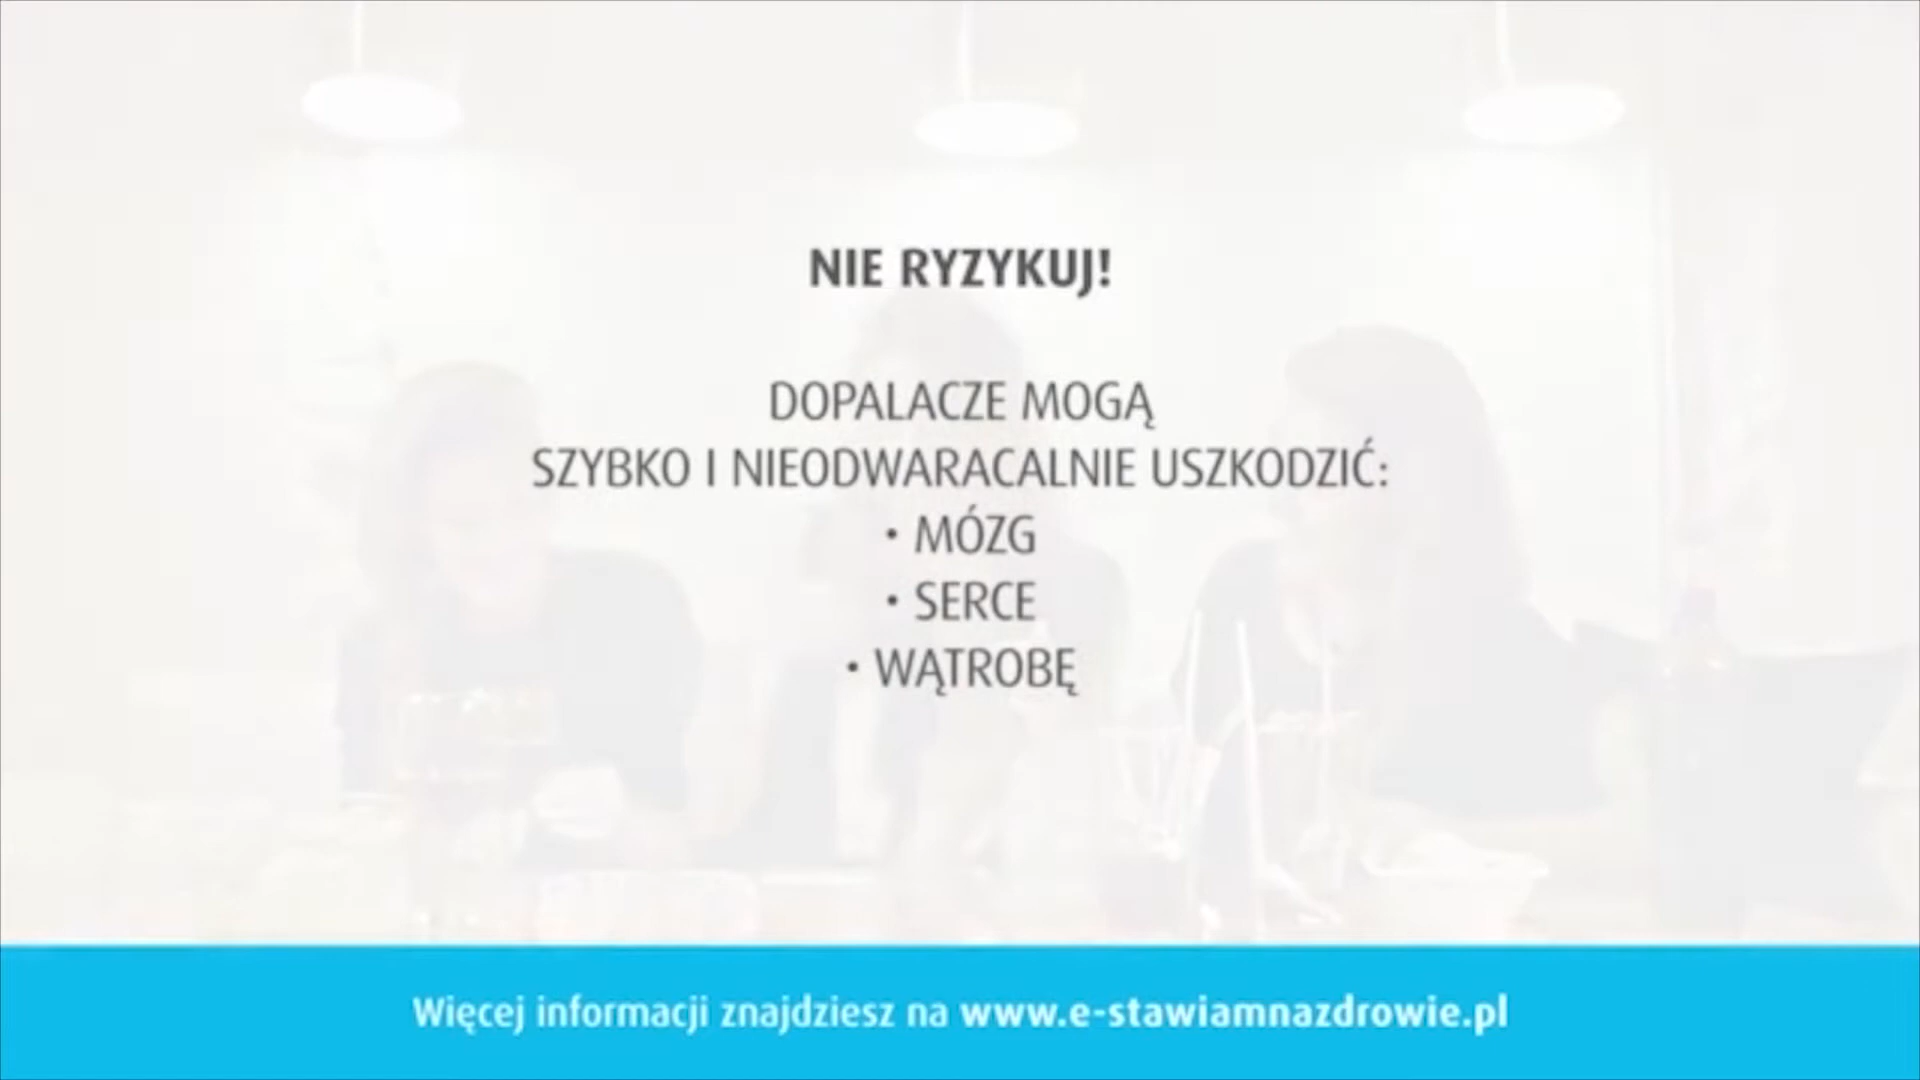 NIE RYZYKUJ!
DOPALACZE MOGĄ
SZYBKO I NIEODWARACALNIE USZKODZIĆ:
• MÓZG
• SERCE
• WĄTROBĘ
Więcej informacji znajdziesz na www.e-stawiamnazdrowie.pl